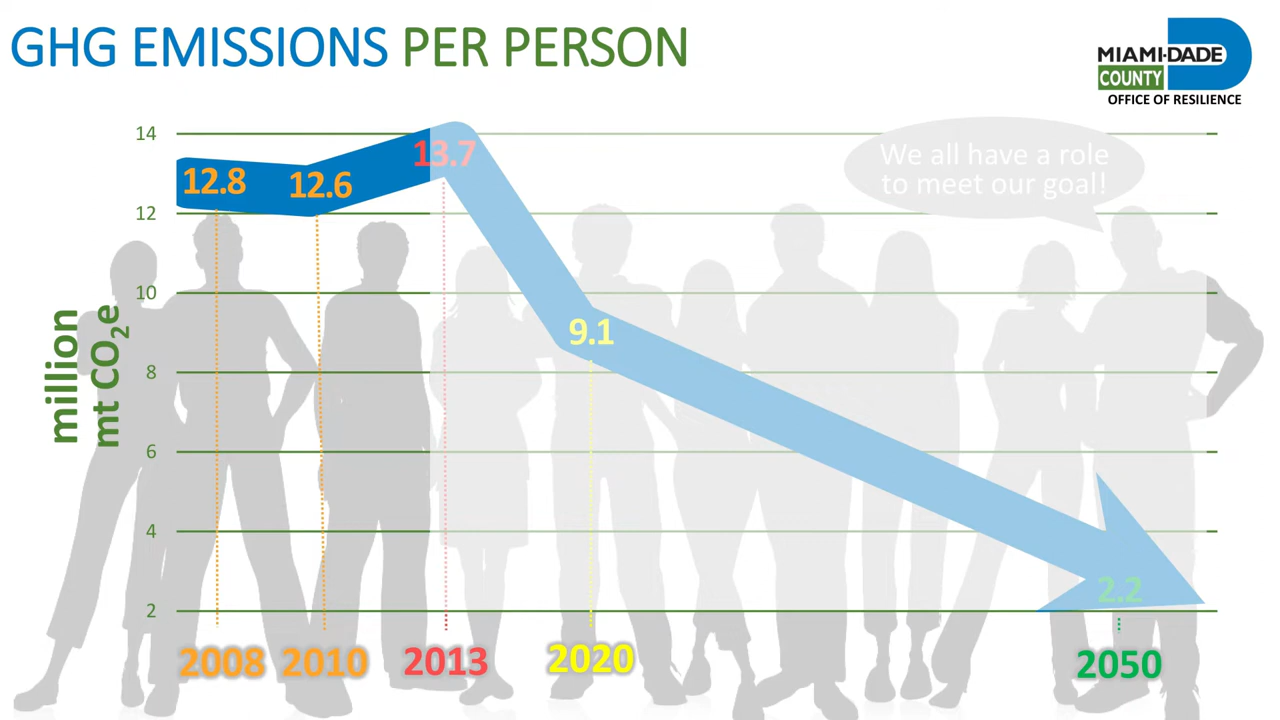 GHG EMISSIONS PER PERSON
MIAMI-DADE
COUNTY
OFFICE OF RESILIENCE
We all have a role
to meet our goal!
million
mt CO₂e
14
12
10
8
6
4
2
12.8
12.6
13.7
9.1
2.2
2008 2010 2013 2020 2050